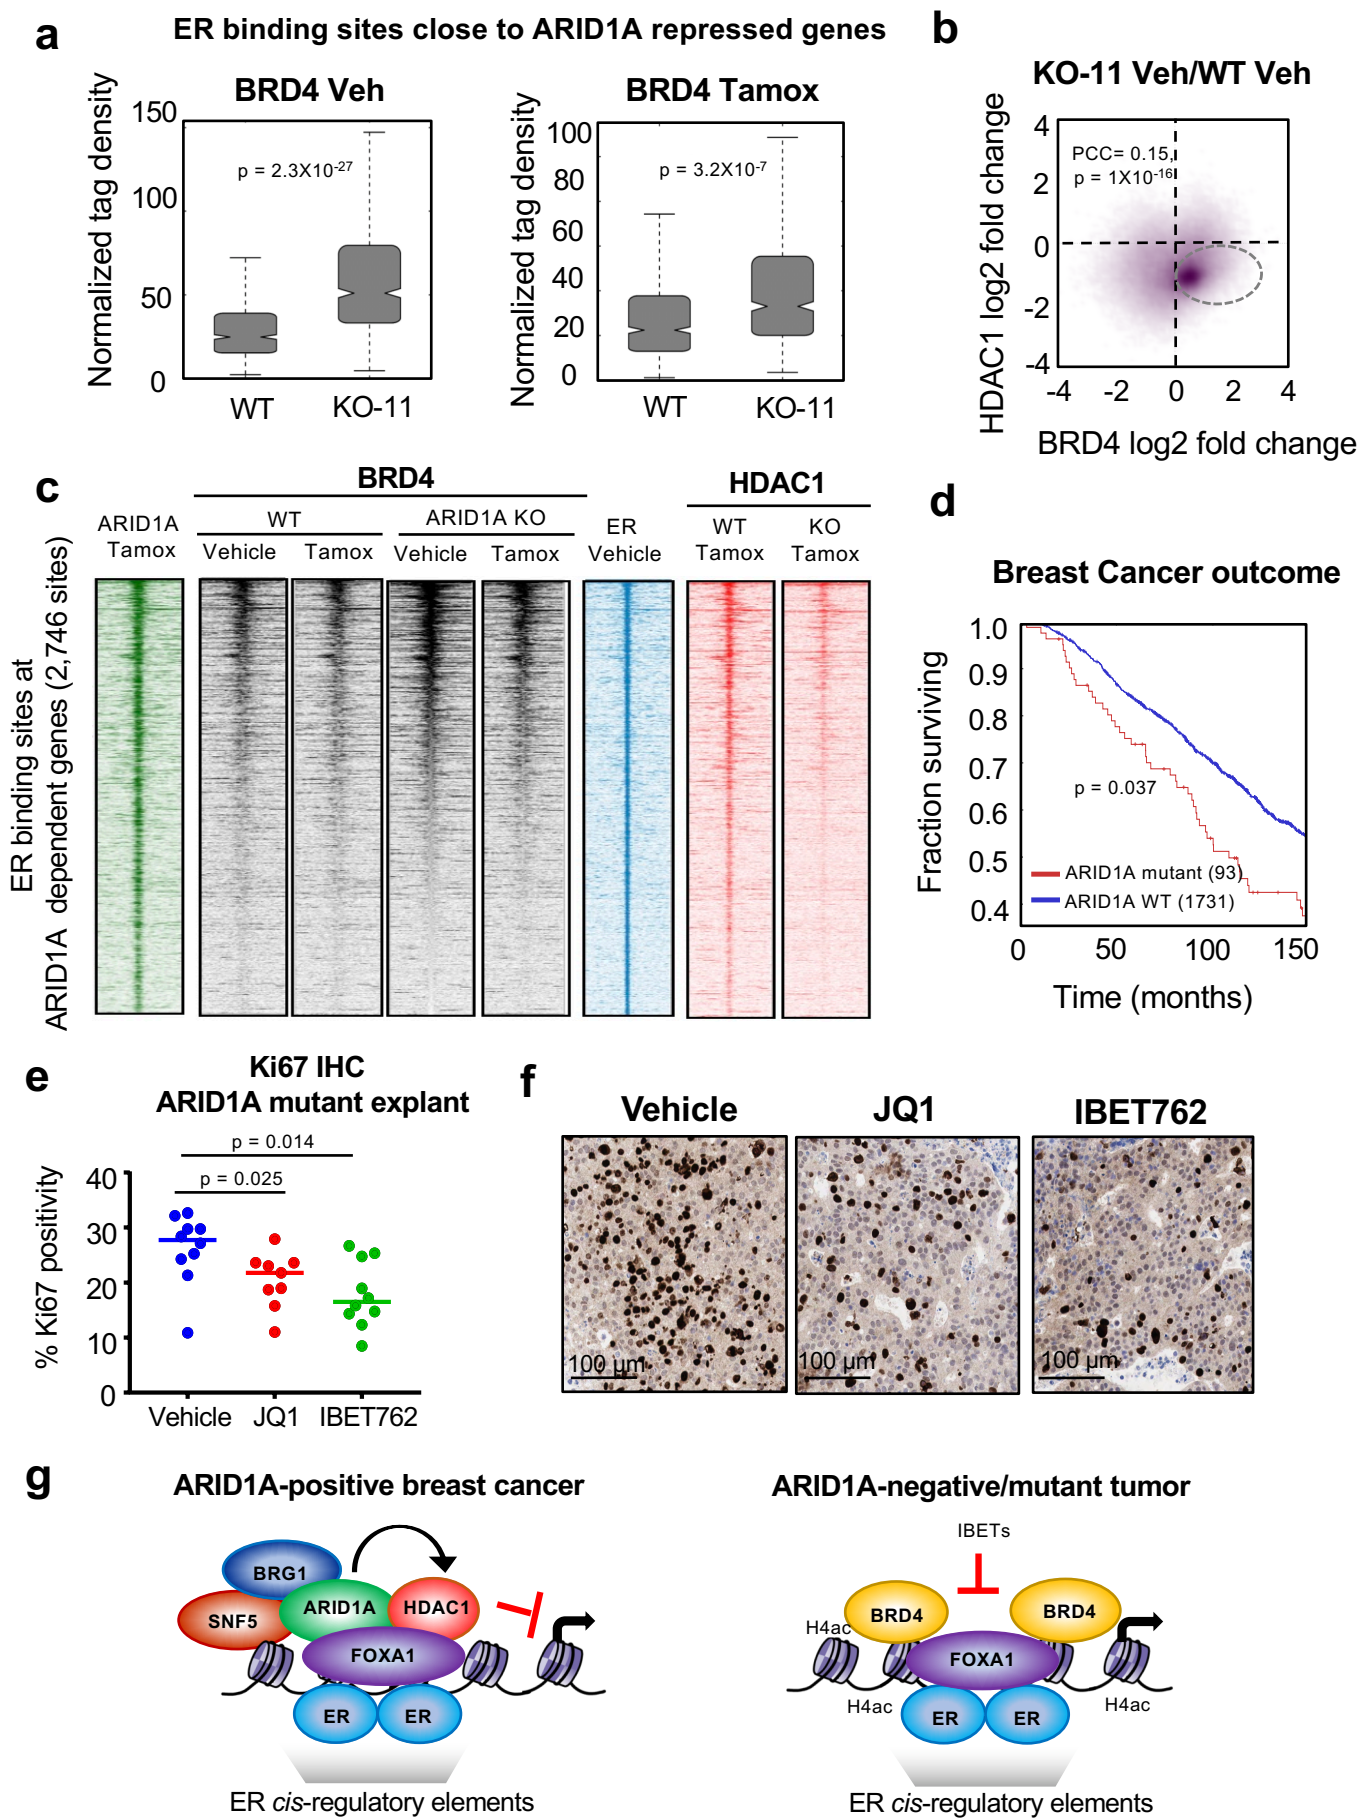 a
ER binding sites close to ARID1A repressed genes
BRD4 Veh
Normalized tag density
150
100
50
0
p = 2.3X10-27
WT
KO-11
BRD4 Tamox
Normalized tag density
100
80
60
40
20
0
p = 3.2X10-7
WT
KO-11
b
KO-11 Veh/WT Veh
HDAC1 log2 fold change
4
2
0
-2
-4
PCC= 0.15,
p = 1X10-16
-4
-2
0
2
4
BRD4 log2 fold change
c
BRD4
HDAC1
ARID1A
Tamox
WT
ARID1A KO
Vehicle
Tamox
Vehicle
Tamox
ER
Vehicle
WT
Tamox
KO
Tamox
ER binding sites at
ARID1A dependent genes (2,746 sites)
d
Breast Cancer outcome
Fraction surviving
1.0
0.9
0.8
0.7
0.6
0.5
0.4
p = 0.037
ARID1A mutant (93)
ARID1A WT (1731)
0
50
100
150
Time (months)
e
Ki67 IHC
ARID1A mutant explant
p = 0.014
p = 0.025
% Ki67 positivity
40
30
20
10
0
Vehicle
JQ1
IBET762
f
Vehicle
JQ1
IBET762
100 µm
100 µm
100 µm
g
ARID1A-positive breast cancer
BRG1
SNF5
ARID1A
HDAC1
FOXA1
ER
ER
ER cis-regulatory elements
ARID1A-negative/mutant tumor
IBETs
BRD4
BRD4
H4ac
FOXA1
H4ac
H4ac
ER
ER
ER cis-regulatory elements